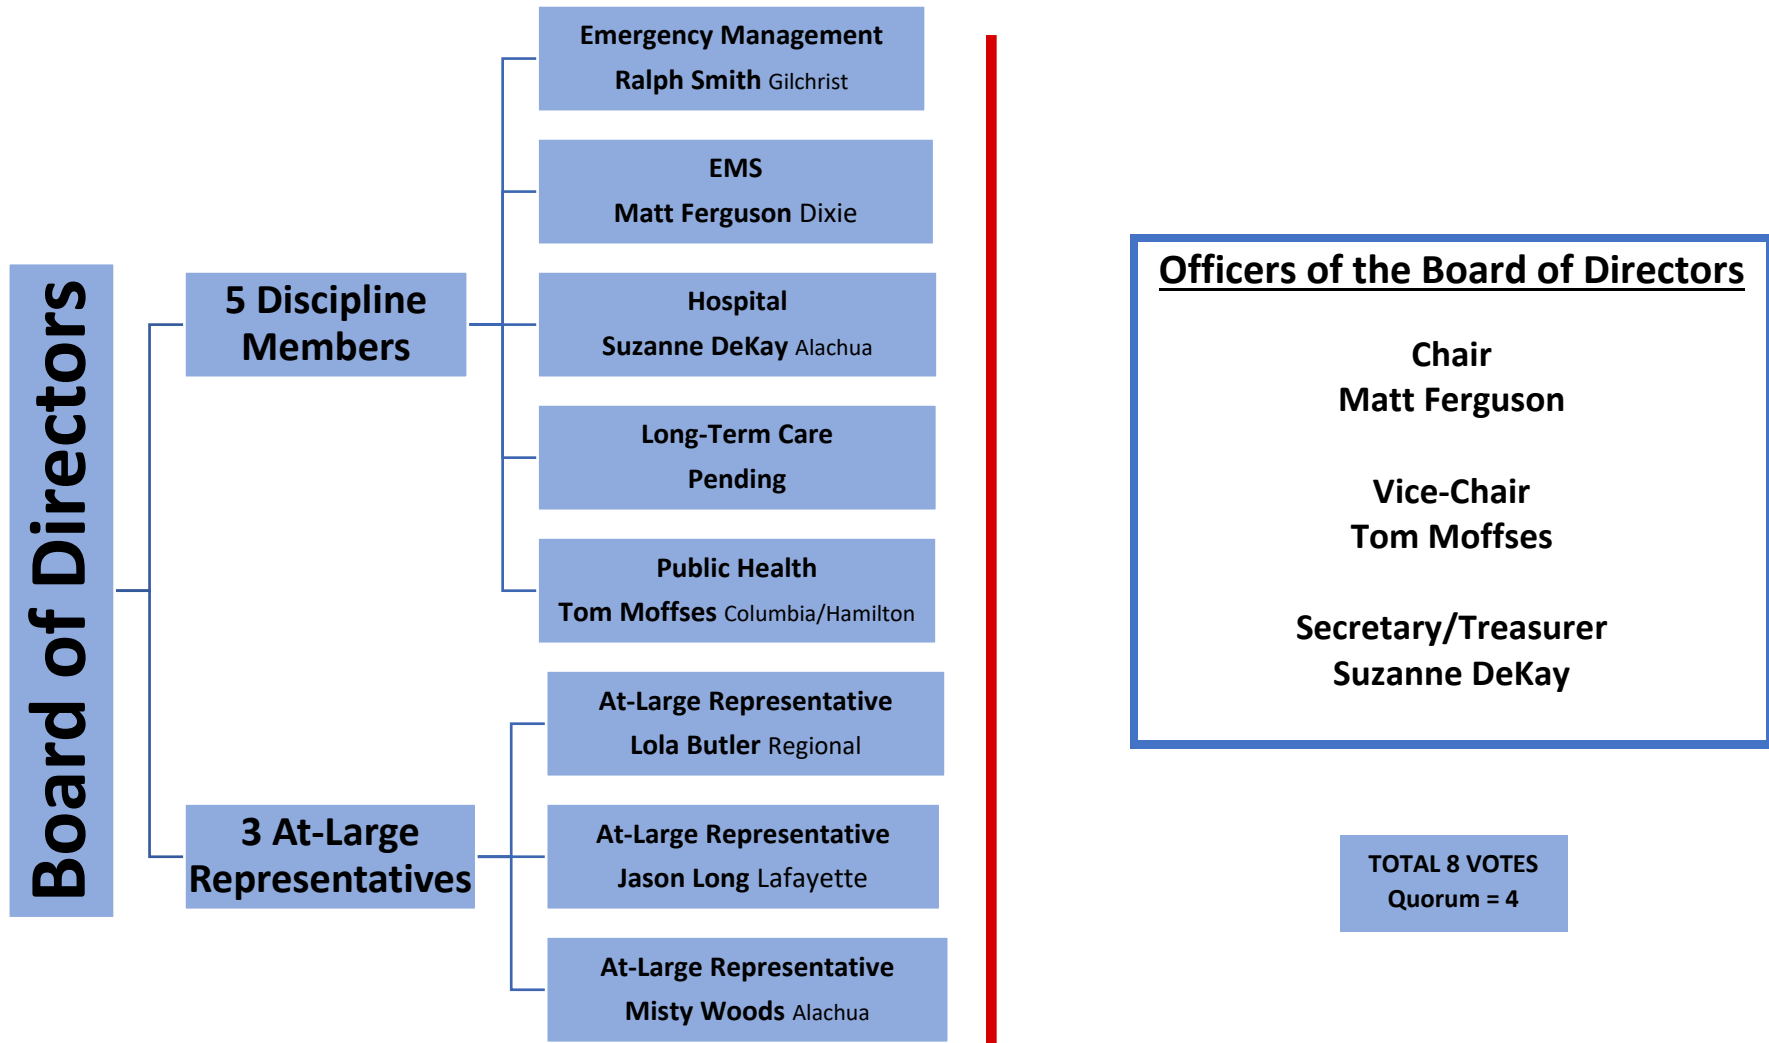 Board of Directors
5 Discipline
Members
Emergency Management
Ralph Smith Gilchrist
EMS
Matt Ferguson Dixie
Hospital
Suzanne DeKay Alachua
Long-Term Care
Pending
Public Health
Tom Moffses Columbia/Hamilton
3 At-Large
Representatives
At-Large Representative
Lola Butler Regional
At-Large Representative
Jason Long Lafayette
At-Large Representative
Misty Woods Alachua
Officers of the Board of Directors
Chair
Matt Ferguson
Vice-Chair
Tom Moffses
Secretary/Treasurer
Suzanne DeKay
TOTAL 8 VOTES
Quorum = 4